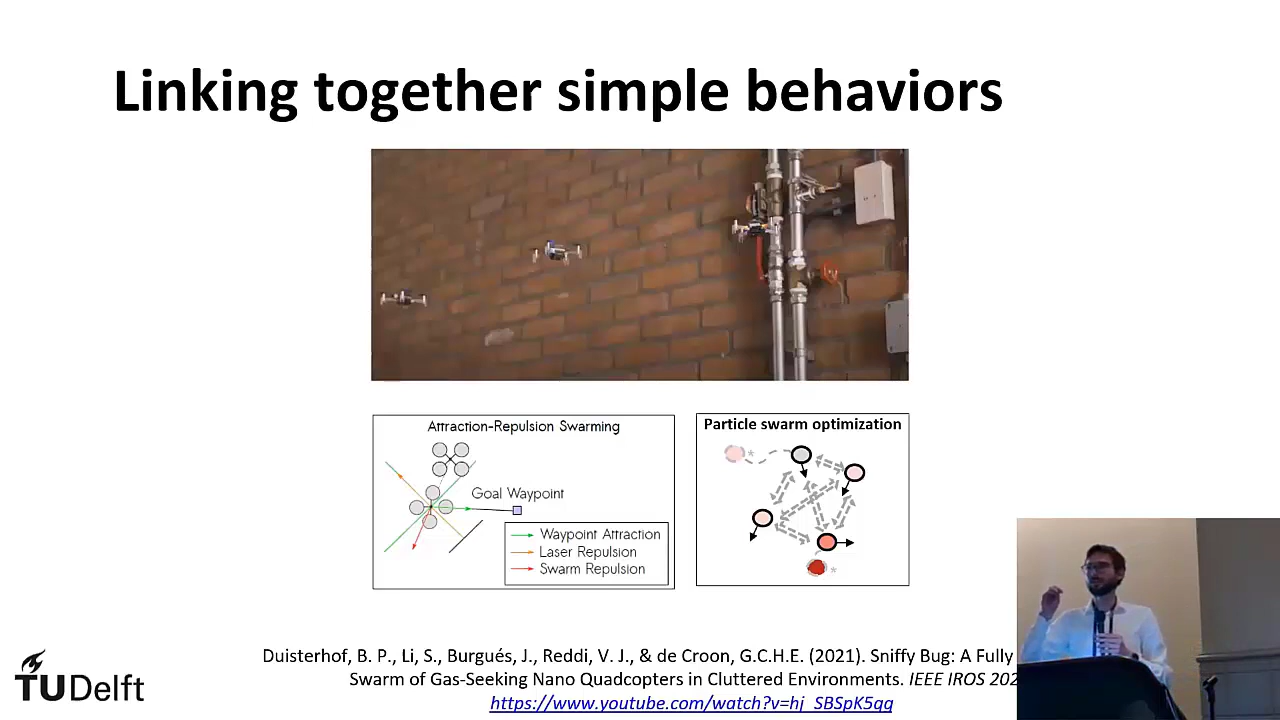 Linking together simple behaviors
Attraction-Repulsion Swarming
Goal Waypoint
Waypoint Attraction
Laser Repulsion
Swarm Repulsion
Particle swarm optimization
*
*
Duisterhof, B. P., Li, S., Burgués, J., Reddi, V. J., & de Croon, G.C.H.E. (2021). Sniffy Bug: A Fully
Swarm of Gas-Seeking Nano Quadcopters in Cluttered Environments. IEEE IROS 202
https://www.youtube.com/watch?v=hj_SBSpK5qg
TUDelft